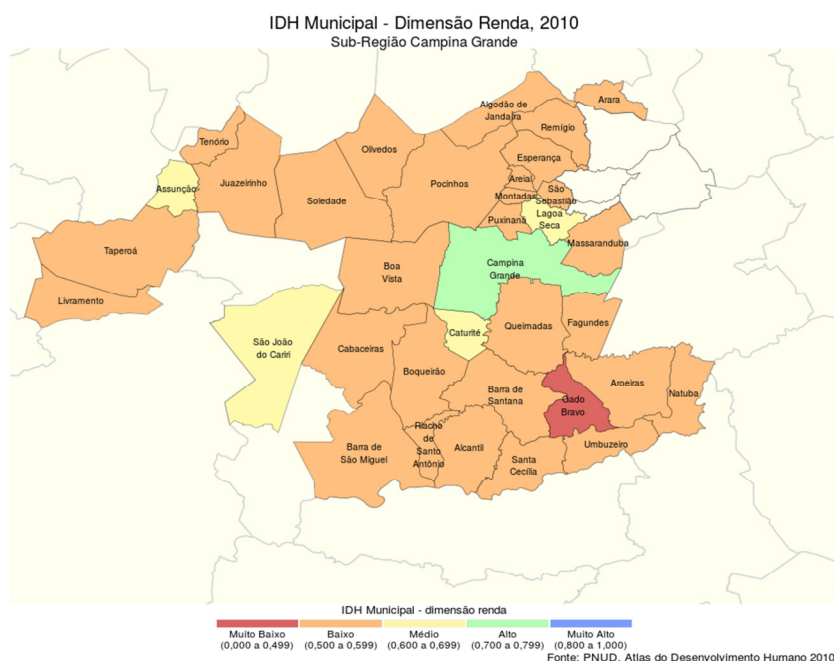 IDH Municipal - Dimensão Renda, 2010
Sub-Região Campina Grande
Arara
Algodão de
Jandaíra
Remígio
Tenório
Olivedos
Esperança
Assunção
Juazeirinho
Pocinhos
Areial
Soledade
Montadas
São
Sebastião
Puxinanã
Lagoa
Seca
Massaranduba
Taperoá
Boa
Vista
Campina
Grande
Livramento
São João
do Cariri
Caturité
Queimadas
Fagundes
Cabaceiras
Boqueirão
Barra de
Santana
Gado
Bravo
Aroeiras
Natuba
Barra de
São Miguel
Riacho
de
Santo
Antônio
Alcantil
Santa
Cecília
Umbuzeiro
IDH Municipal - dimensão renda
Muito Baixo
(0,000 a 0,499)
Baixo
(0,500 a 0,599)
Médio
(0,600 a 0,699)
Alto
(0,700 a 0,799)
Muito Alto
(0,800 a 1,000)
Fonte: PNUD, Atlas do Desenvolvimento Humano 2010